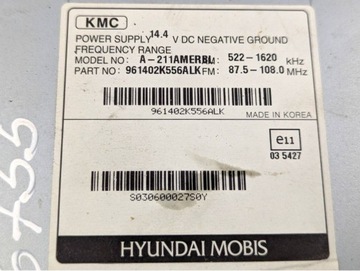 KMC
POWER SUPPLY 14.4 V DC NEGATIVE GROUND
FREQUENCY RANGE
MODEL NO : A-211AMERBL 522-1620 kHz
PART NO : 961402K556ALK FM: 87.5-108.0 MHz
961402K556ALK
MADE IN KOREA
e11
03 5427
S030600027S0Y
HYUNDAI MOBIS
0755